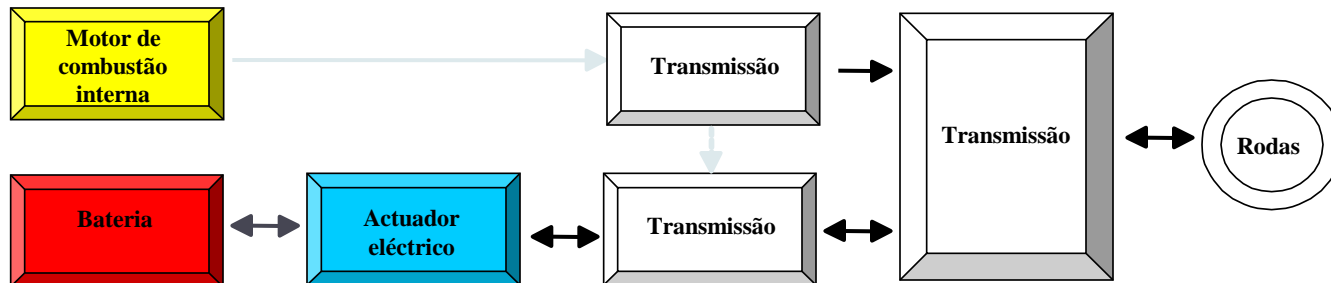 Motor de
combustão
interna
Transmissão
Transmissão
Rodas
Bateria
Actuador
eléctrico
Transmissão